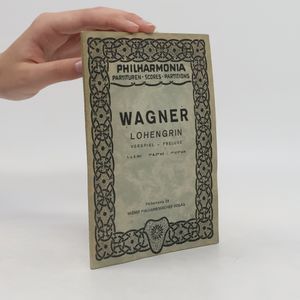 PHILHARMONIA
PARTITUREN · SCORES · PARTITIONS
WAGNER
LOHENGRIN
VORSPIEL – PRELUDE
WIENER PHILHARMONISCHER VERLAG